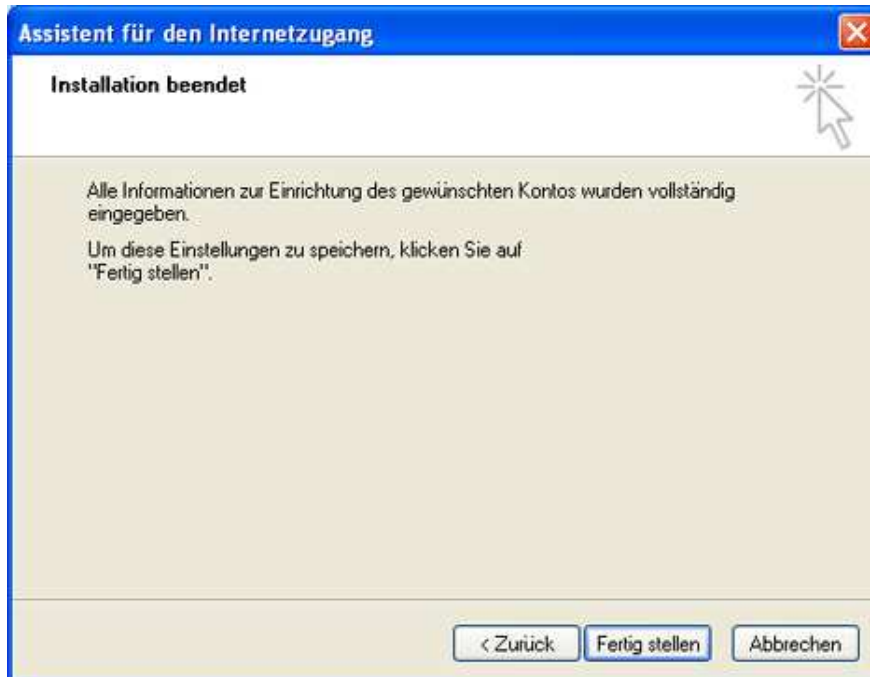 Assistent für den Internetzugang
Installation beendet
Alle Informationen zur Einrichtung des gewünschten Kontos wurden vollständig
eingegeben.
Um diese Einstellungen zu speichern, klicken Sie auf
"Fertig stellen".
< Zurück Fertig stellen Abbrechen